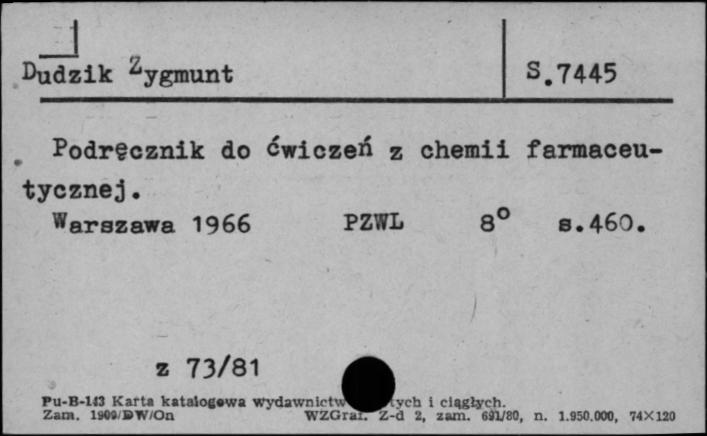 Dudzik Zygmunt
S.7445
Podręcznik do ćwiczeń z chemii farmaceu-
tycznej.
Warszawa 1966 PZWL 8° s.460.
z 73/81
Pu-B-143 Karta katalogowa wydawnictw tych i ciągłych.
Zam. 1909/DW/On WZGraf. Z-d 2, zam. 691/80, n. 1.950.000, 74×120